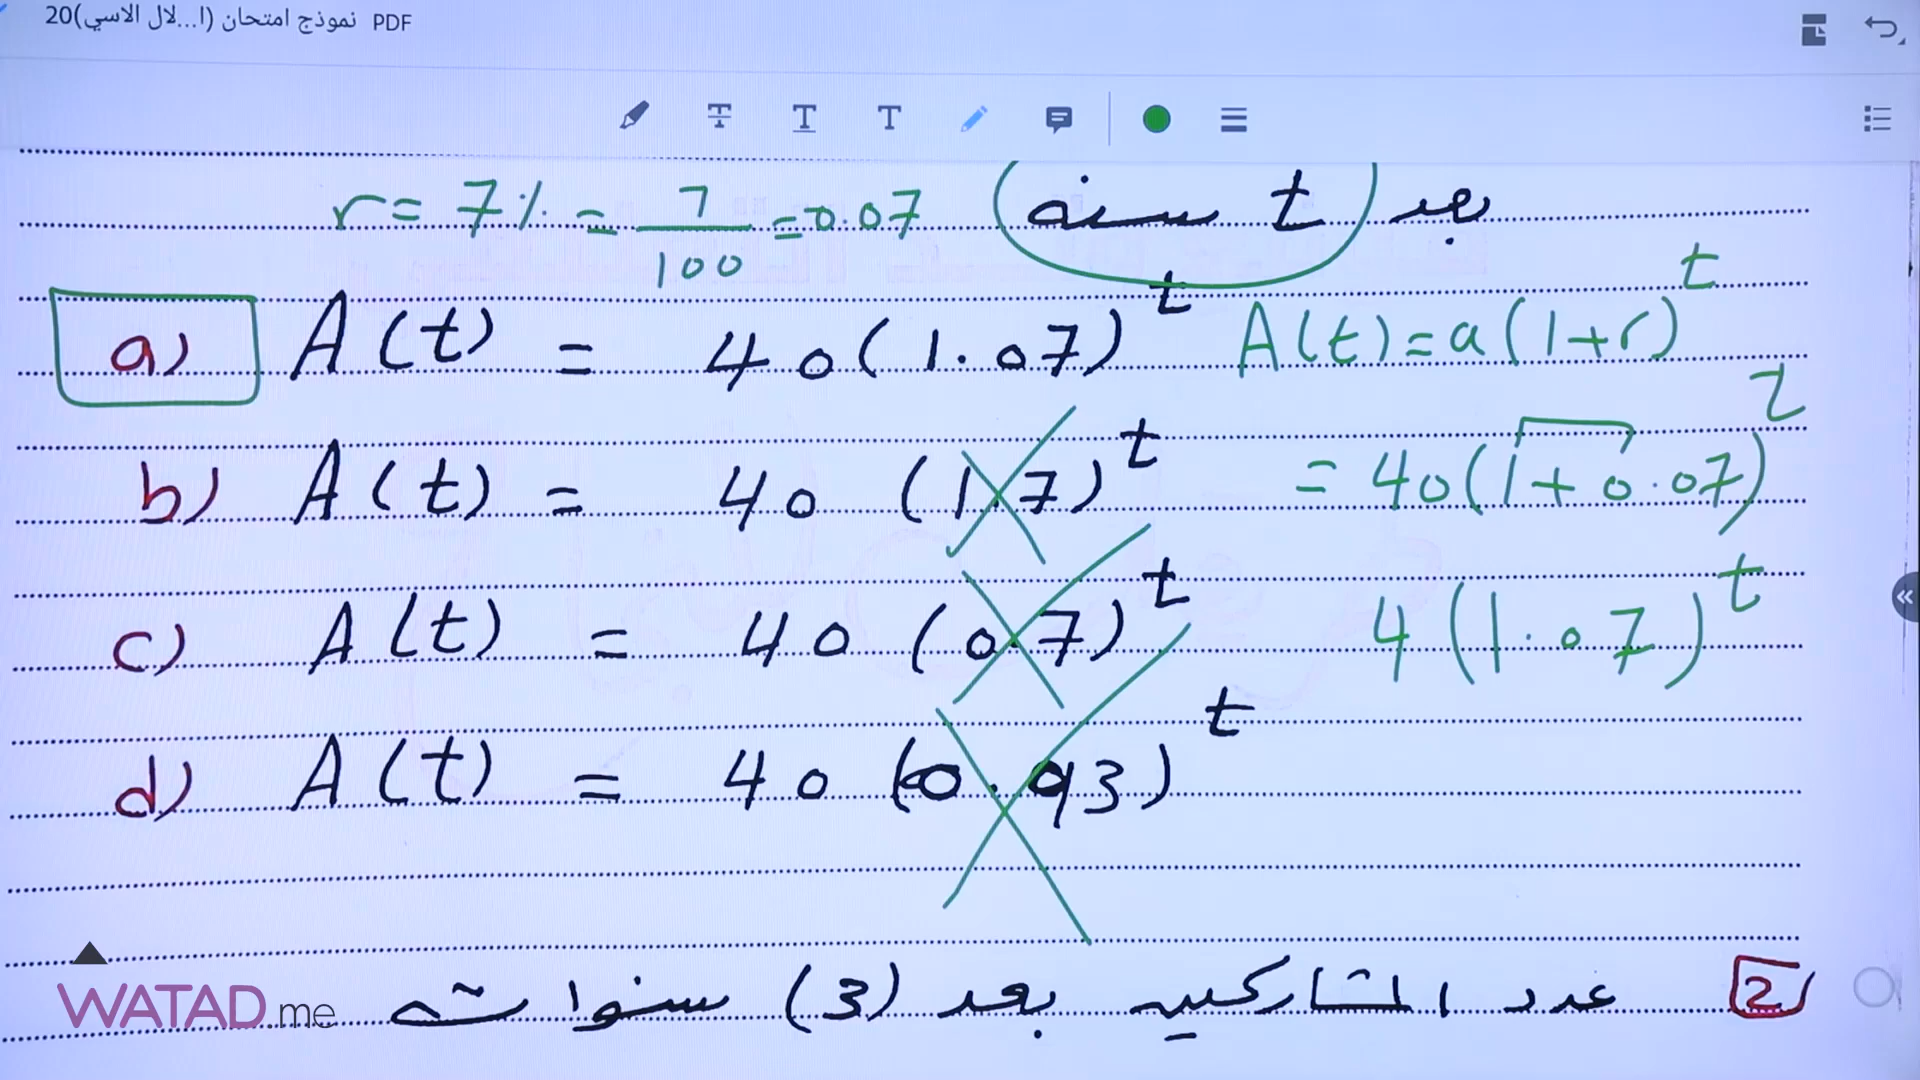 نموذج امتحان (ا...لال الاسي)20 PDF
بعد t سنه
r = 7% = 7/100 = 0.07
a) A(t) = 40(1.07)^t
A(t) = a(1+r)^t
b) A(t) = 40 (1.7)^t
= 40(1+0.07)^t
c) A(t) = 40 (0.7)^t
4(1.07)^t
d) A(t) = 40 (0.93)^t
2 عدد المشاركين بعد (3) سنوات
WATAD.me